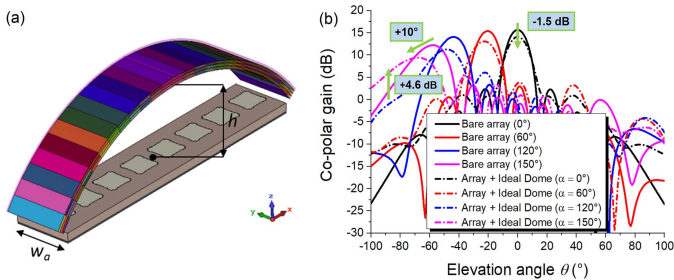 (a)
h
wa
z
y
x
(b)
Co-polar gain (dB)
20
15
10
5
0
-5
-10
-15
-20
-25
-30
+10°
-1.5 dB
+4.6 dB
Bare array (0°)
Bare array (60°)
Bare array (120°)
Bare array (150°)
Array + Ideal Dome (α = 0°)
Array + Ideal Dome (α = 60°)
Array + Ideal Dome (α = 120°)
Array + Ideal Dome (α = 150°)
-100 -80 -60 -40 -20 0 20 40 60 80 100
Elevation angle θ (°)